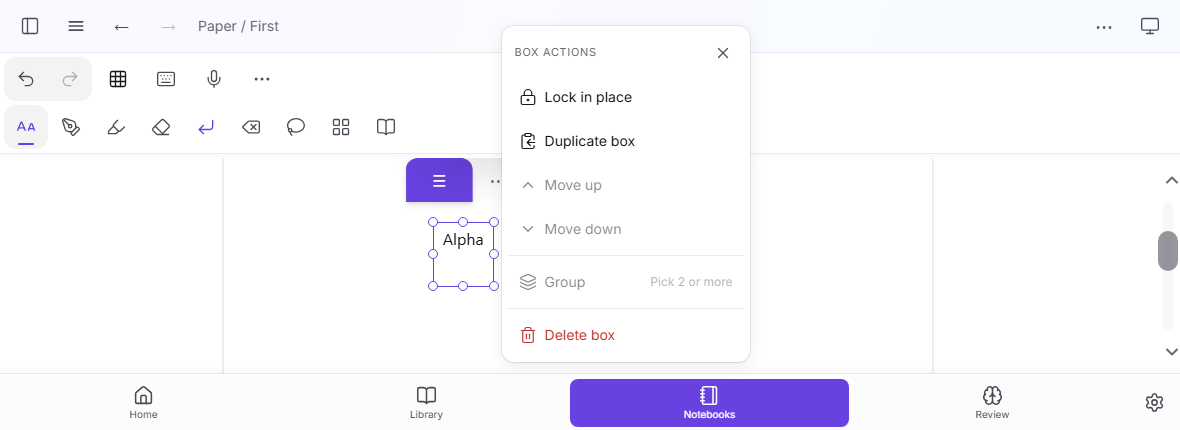 Paper / First
BOX ACTIONS
Lock in place
Duplicate box
Move up
Move down
Group Pick 2 or more
Delete box
AA
Alpha
Home
Library
Notebooks
Review